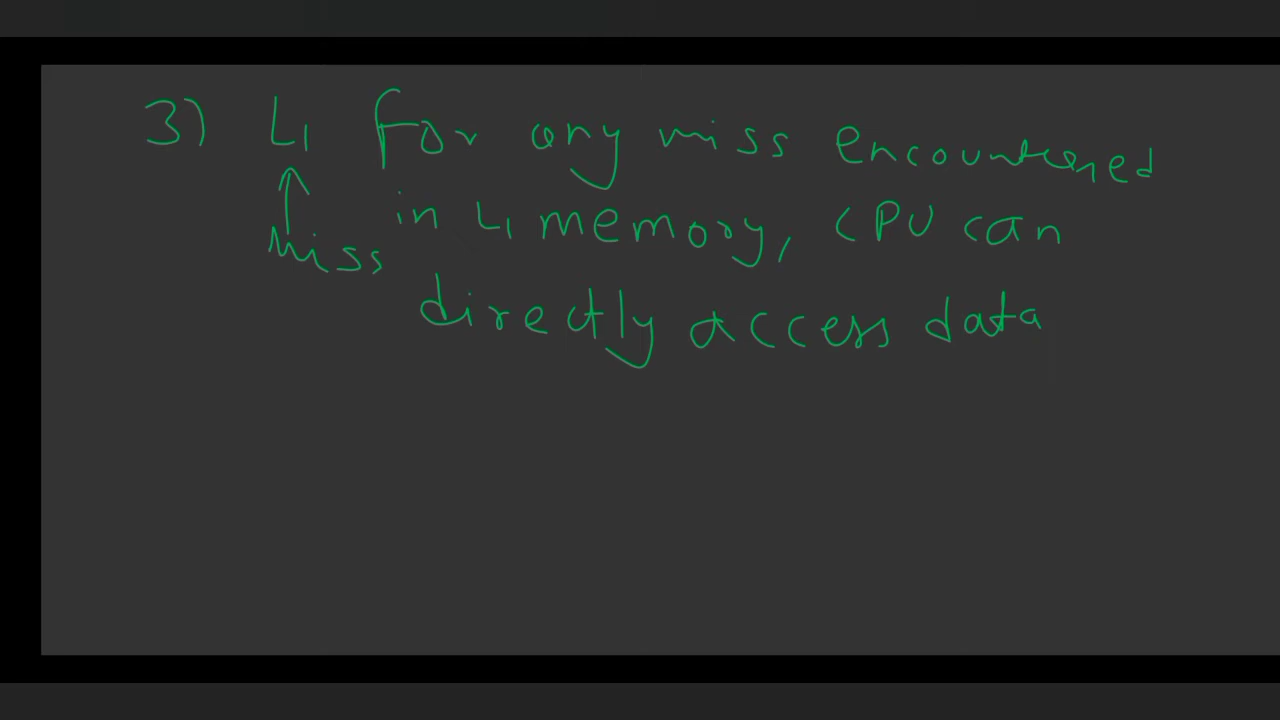 3) L1 For any miss encountered
↑
miss in L1 memory, CPU can
directly access data